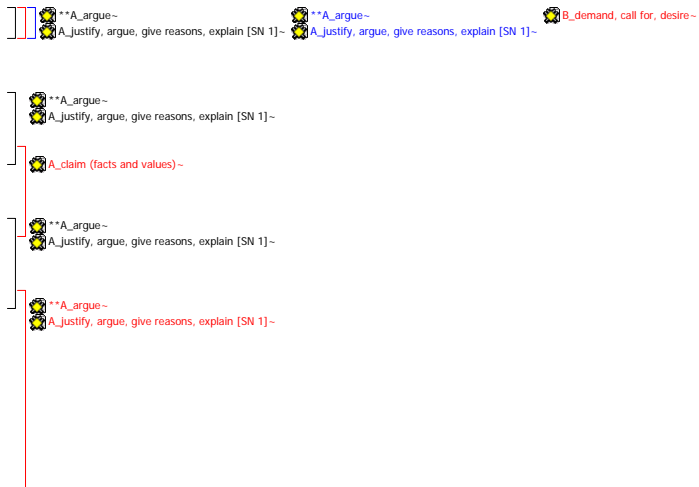 **A_argue~ **A_argue~ B_demand, call for, desire~
A_justify, argue, give reasons, explain [SN 1]~ A_justify, argue, give reasons, explain [SN 1]~
**A_argue~
A_justify, argue, give reasons, explain [SN 1]~
A_claim (facts and values)~
**A_argue~
A_justify, argue, give reasons, explain [SN 1]~
**A_argue~
A_justify, argue, give reasons, explain [SN 1]~